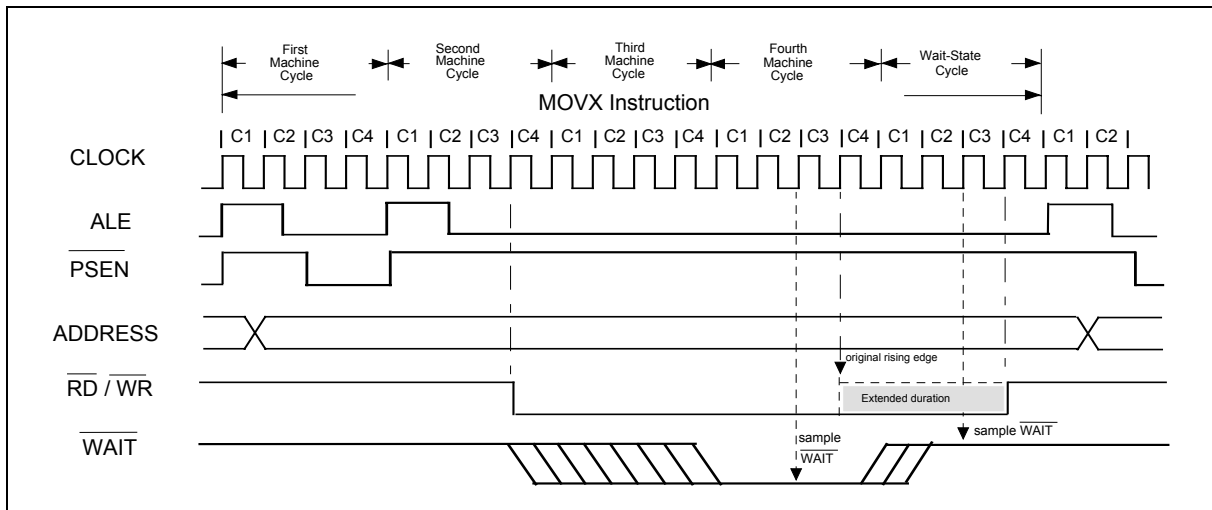 First
Machine
Cycle
Second
Machine
Cycle
Third
Machine
Cycle
Fourth
Machine
Cycle
Wait-State
Cycle
MOVX Instruction
C1 C2 C3 C4 C1 C2 C3 C4 C1 C2 C3 C4 C1 C2 C3 C4 C1 C2 C3 C4 C1 C2
CLOCK
ALE
PSEN
ADDRESS
original rising edge
RD / WR
Extended duration
WAIT
sample
WAIT
sample WAIT